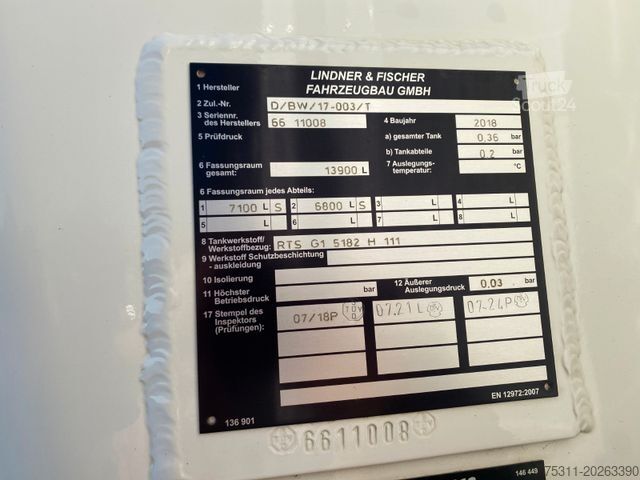 LINDNER & FISCHER
FAHRZEUGBAU GMBH
1 Hersteller
2 Zul.-Nr. D/BW/17-003/T
3 Seriennr. des Herstellers 66 11008
4 Baujahr 2018
5 Prüfdruck
a) gesamter Tank 0,36 bar
b) Tankabteile 0.2 bar
6 Fassungsraum gesamt: 13900 L
7 Auslegungs-temperatur: °C
6 Fassungsraum jedes Abteils:
1 7100 L S 2 6800 L S 3 L 4 L
5 L 6 L 7 L 8 L
8 Tankwerkstoff/ Werkstoffbezug: RTS G1 5182 H 111
9 Werkstoff Schutzbeschichtung -auskleidung
10 Isolierung
11 Höchster Betriebsdruck bar
12 Äußerer Auslegungsdruck 0.03 bar
17 Stempel des Inspektors (Prüfungen): 07/18P 07.21L 07-24P
136 901
EN 12972:2007
6611008
146 449
Truck
Scout24
75311-20263390